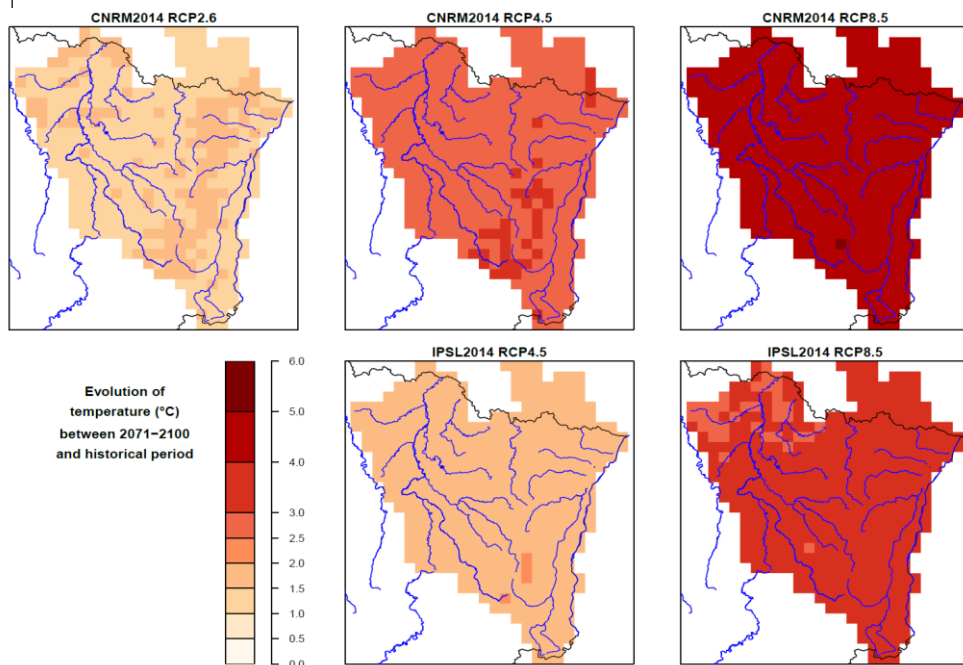 CNRM2014 RCP2.6
CNRM2014 RCP4.5
CNRM2014 RCP8.5
IPSL2014 RCP4.5
IPSL2014 RCP8.5
Evolution of
temperature (°C)
between 2071−2100
and historical period
6.0
5.0
4.0
3.0
2.5
2.0
1.5
1.0
0.5
0.0